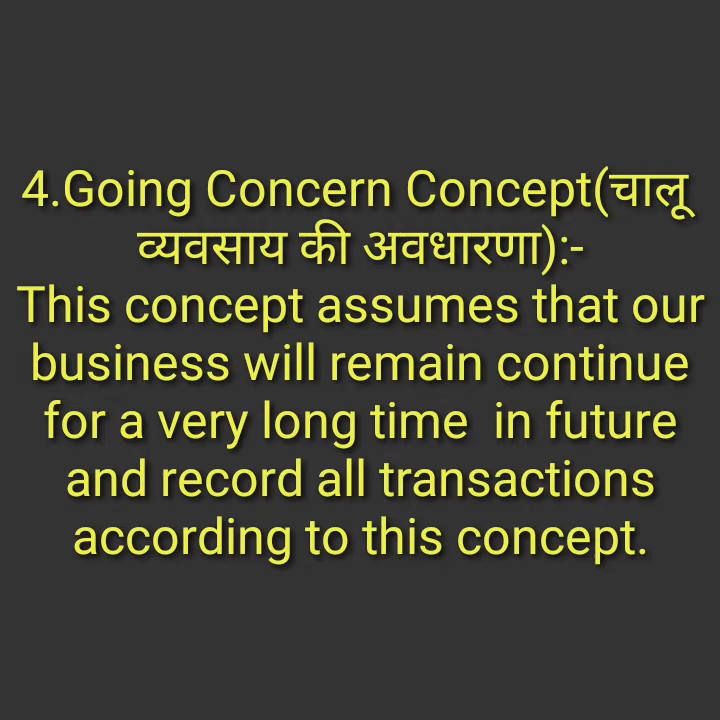 4.Going Concern Concept(चालू
व्यवसाय की अवधारणा):-
This concept assumes that our
business will remain continue
for a very long time  in future
and record all transactions
according to this concept.